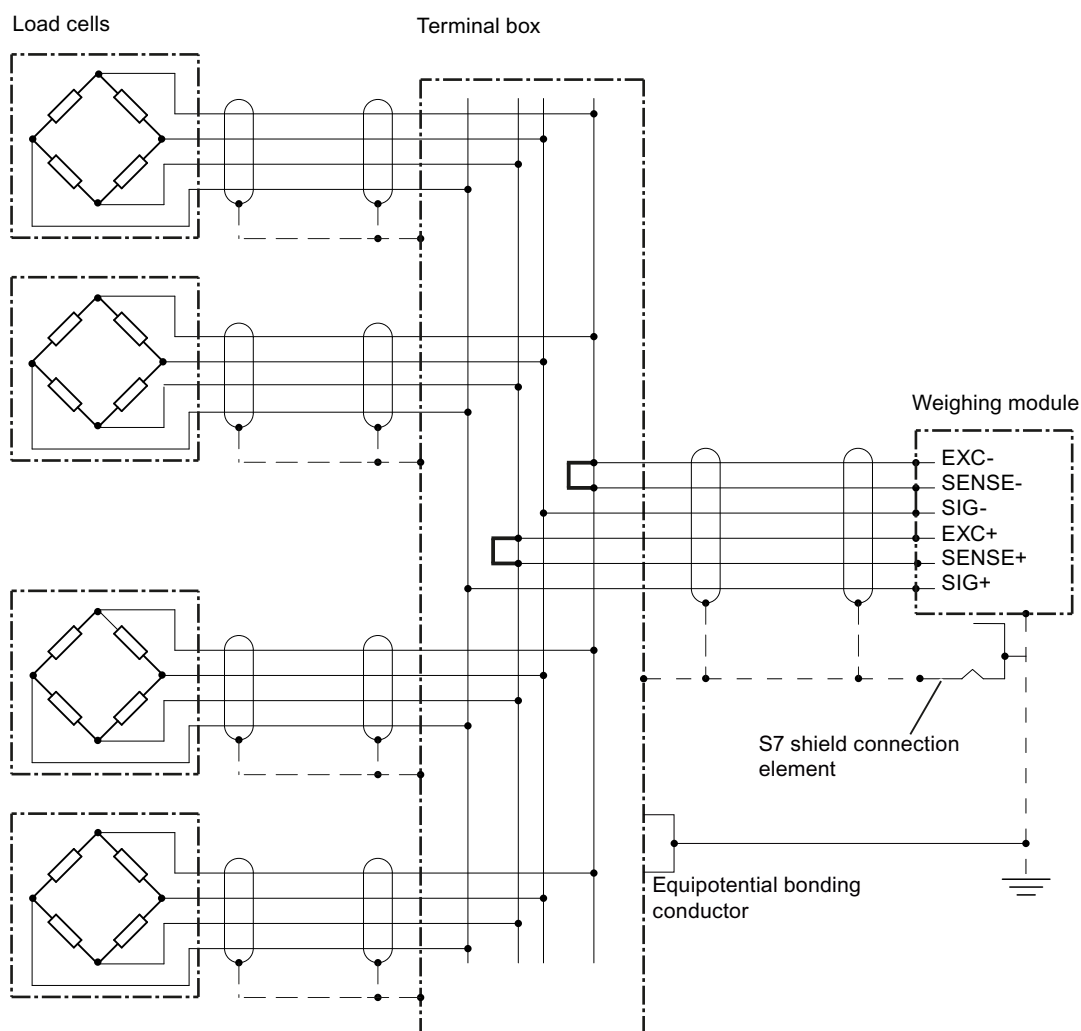 Load cells
Terminal box
Weighing module
EXC-
SENSE-
SIG-
EXC+
SENSE+
SIG+
S7 shield connection
element
Equipotential bonding
conductor